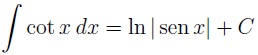 ∫ cot x dx = ln | sen x| + C